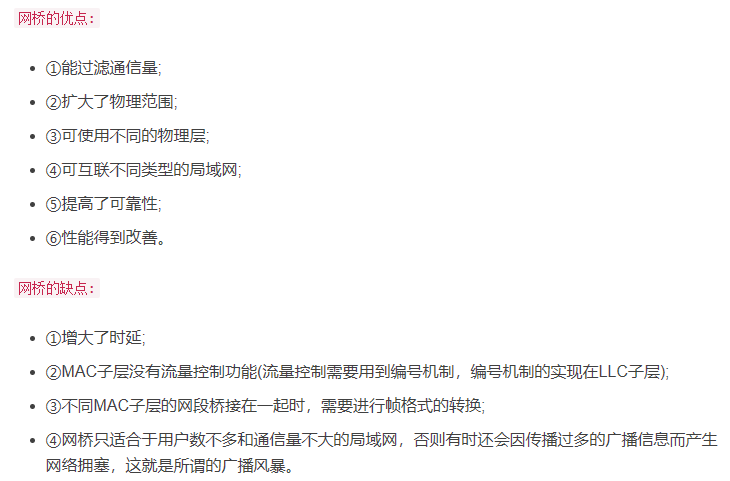 网桥的优点：
①能过滤通信量;
②扩大了物理范围;
③可使用不同的物理层;
④可互联不同类型的局域网;
⑤提高了可靠性;
⑥性能得到改善。
网桥的缺点：
①增大了时延;
②MAC子层没有流量控制功能(流量控制需要用到编号机制，编号机制的实现在LLC子层);
③不同MAC子层的网段桥接在一起时，需要进行帧格式的转换;
④网桥只适合于用户数不多和通信量不大的局域网，否则有时还会因传播过多的广播信息而产生
网络拥塞，这就是所谓的广播风暴。